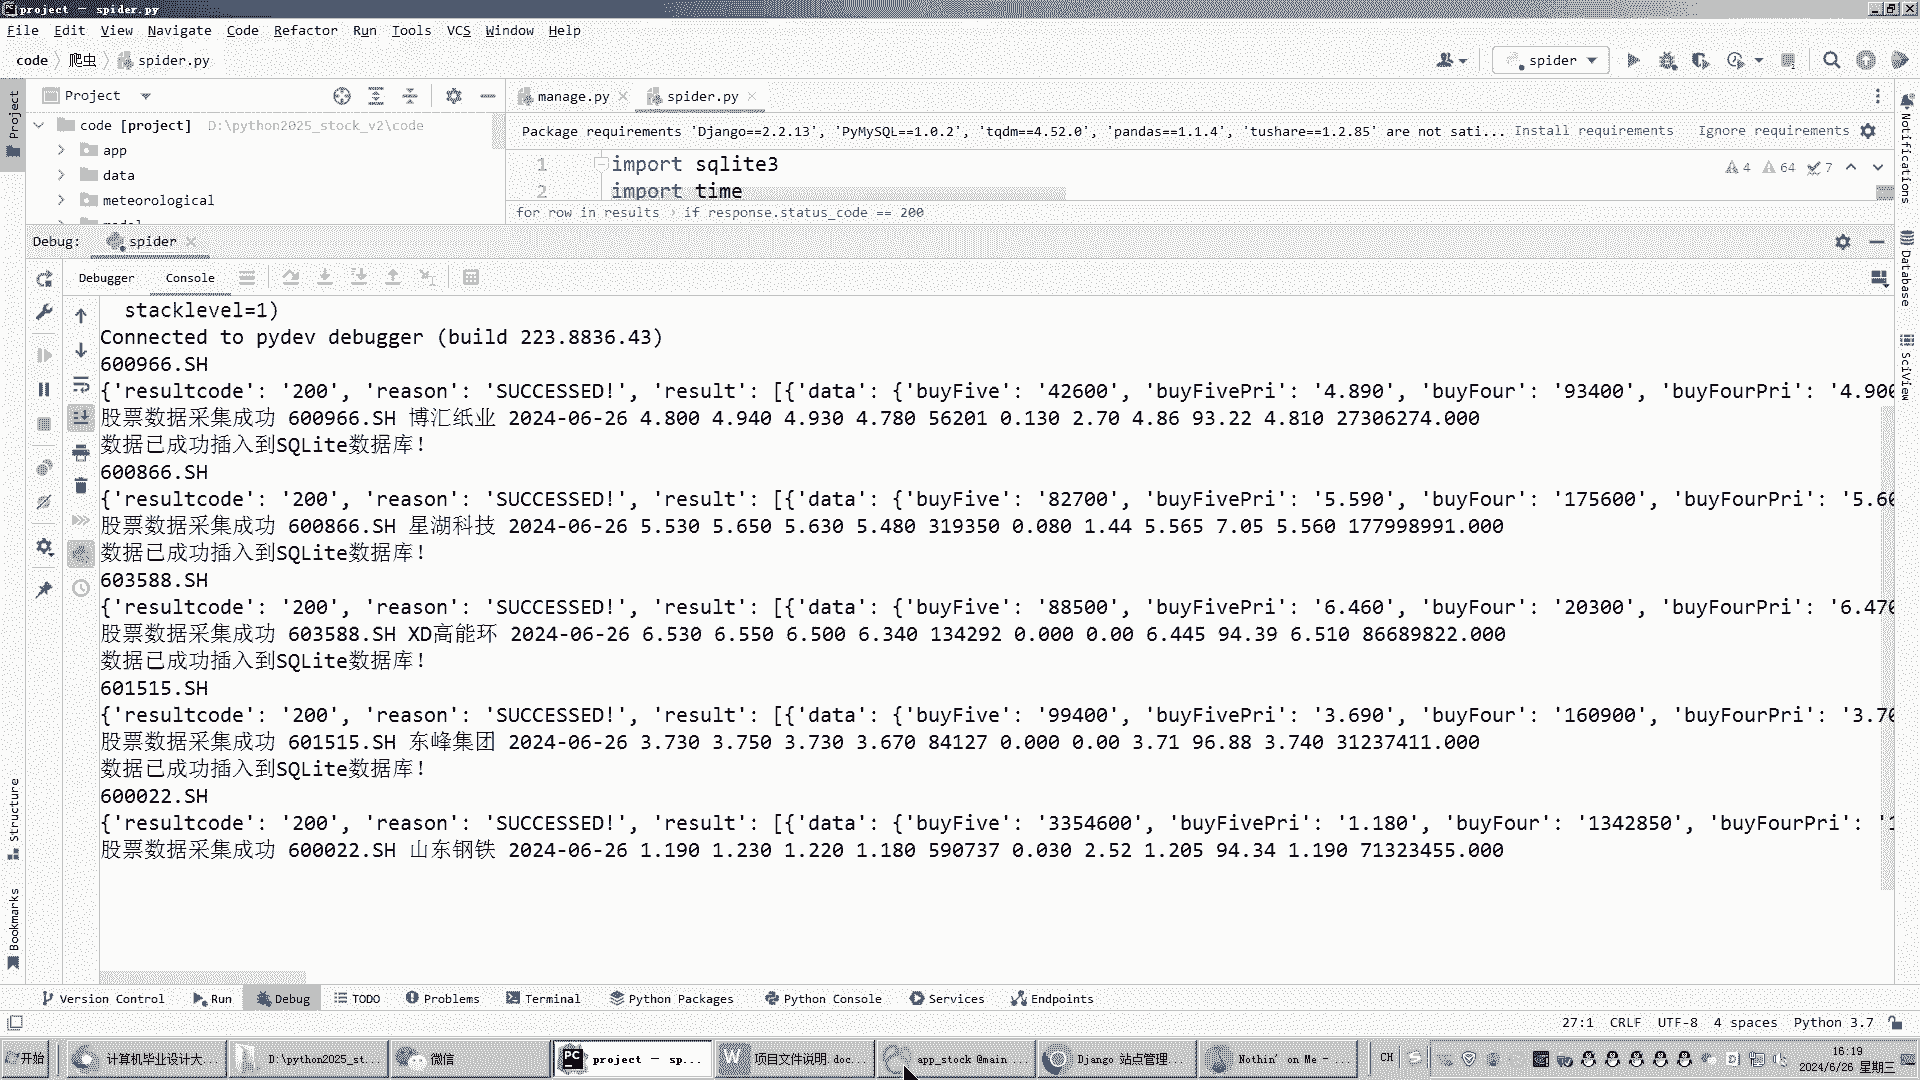 project – spider.py
File Edit View Navigate Code Refactor Run Tools VCS Window Help
code 爬虫 spider.py
spider
Project
manage.py
spider.py
Project
code [project] D:\python2025_stock_v2\code
app
data
meteorological
Package requirements 'Django==2.2.13', 'PyMySQL==1.0.2', 'tqdm==4.52.0', 'pandas==1.1.4', 'tushare==1.2.85' are not sati... Install requirements Ignore requirements
1 import sqlite3
2 import time
4 64 7
for row in results › if response.status_code == 200
Notifications
Database
SciView
Debug: spider
Debugger Console
stacklevel=1)
Connected to pydev debugger (build 223.8836.43)
600966.SH
{'resultcode': '200', 'reason': 'SUCCESSED!', 'result': [{'data': {'buyFive': '42600', 'buyFivePri': '4.890', 'buyFour': '93400', 'buyFourPri': '4.900
股票数据采集成功 600966.SH 博汇纸业 2024-06-26 4.800 4.940 4.930 4.780 56201 0.130 2.70 4.86 93.22 4.810 27306274.000
数据已成功插入到SQLite数据库！
600866.SH
{'resultcode': '200', 'reason': 'SUCCESSED!', 'result': [{'data': {'buyFive': '82700', 'buyFivePri': '5.590', 'buyFour': '175600', 'buyFourPri': '5.60
股票数据采集成功 600866.SH 星湖科技 2024-06-26 5.530 5.650 5.630 5.480 319350 0.080 1.44 5.565 7.05 5.560 177998991.000
数据已成功插入到SQLite数据库！
603588.SH
{'resultcode': '200', 'reason': 'SUCCESSED!', 'result': [{'data': {'buyFive': '88500', 'buyFivePri': '6.460', 'buyFour': '20300', 'buyFourPri': '6.470
股票数据采集成功 603588.SH XD高能环 2024-06-26 6.530 6.550 6.500 6.340 134292 0.000 0.00 6.445 94.39 6.510 86689822.000
数据已成功插入到SQLite数据库！
601515.SH
{'resultcode': '200', 'reason': 'SUCCESSED!', 'result': [{'data': {'buyFive': '99400', 'buyFivePri': '3.690', 'buyFour': '160900', 'buyFourPri': '3.70
股票数据采集成功 601515.SH 东峰集团 2024-06-26 3.730 3.750 3.730 3.670 84127 0.000 0.00 3.71 96.88 3.740 31237411.000
数据已成功插入到SQLite数据库！
600022.SH
{'resultcode': '200', 'reason': 'SUCCESSED!', 'result': [{'data': {'buyFive': '3354600', 'buyFivePri': '1.180', 'buyFour': '1342850', 'buyFourPri': '1
股票数据采集成功 600022.SH 山东钢铁 2024-06-26 1.190 1.230 1.220 1.180 590737 0.030 2.52 1.205 94.34 1.190 71323455.000
Structure
Bookmarks
Version Control Run Debug TODO Problems Terminal Python Packages Python Console Services Endpoints
27:1 CRLF UTF-8 4 spaces Python 3.7
开始 计算机毕业设计大... D:\python2025_st... 微信 project – sp... 项目文件说明.doc... app_stock @main ... Django 站点管理... Nothin' on Me – ... CH
16:19
2024/6/26 星期三